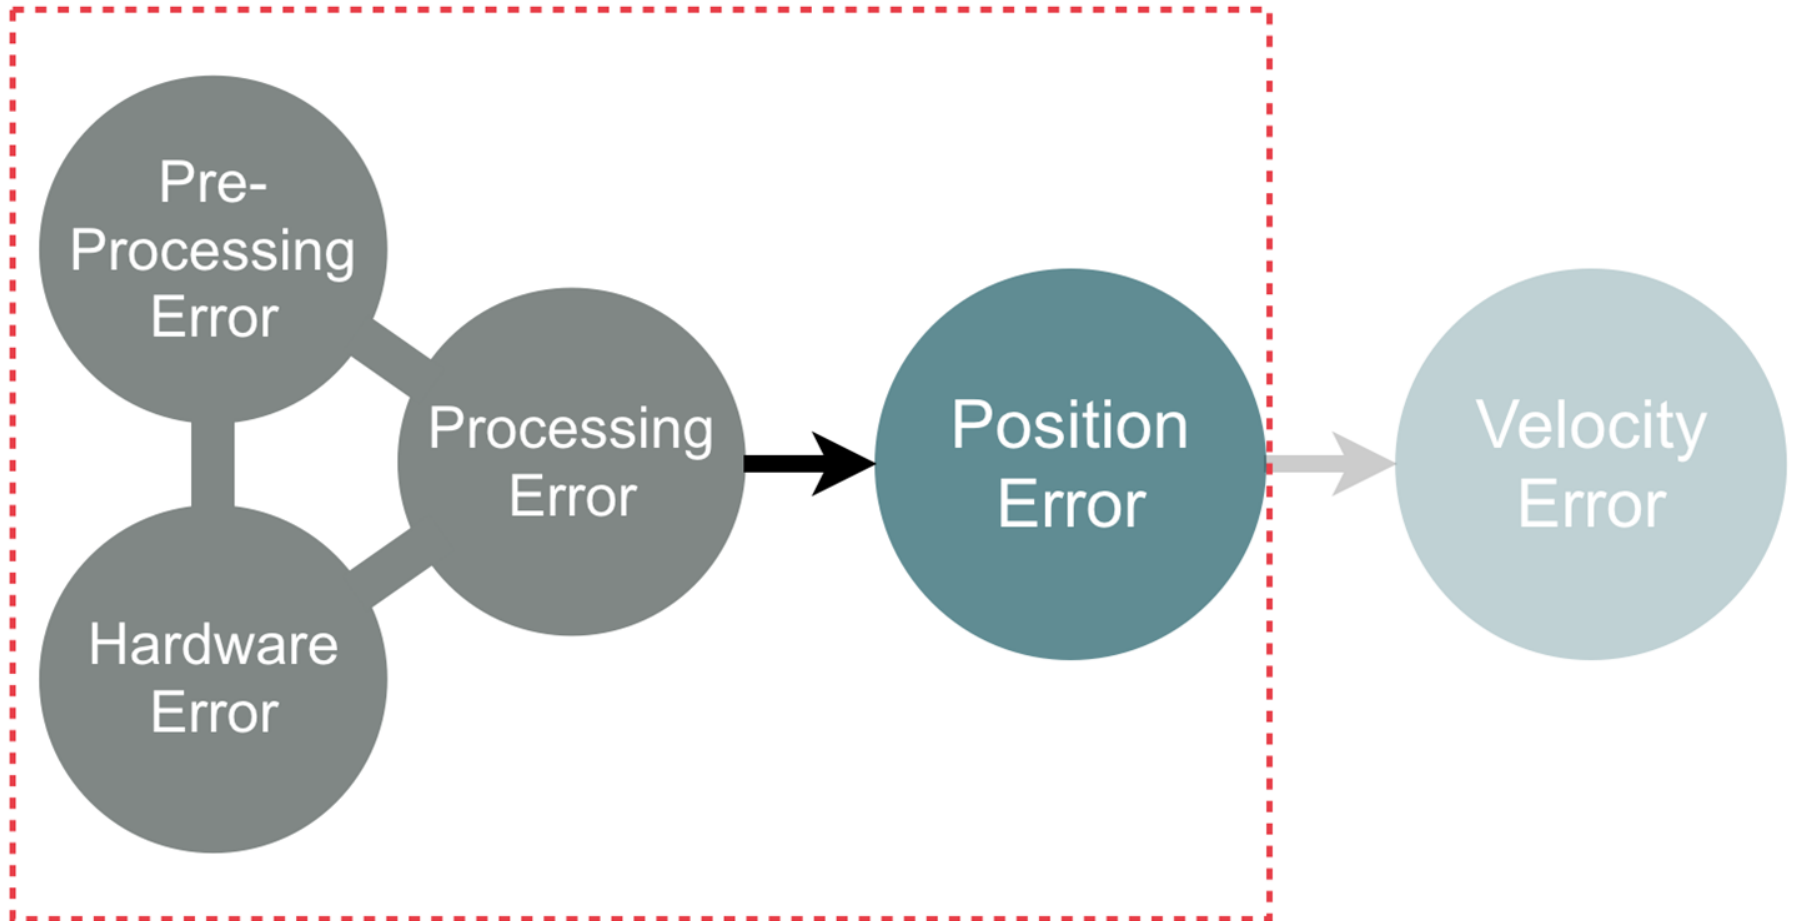 Pre-
Processing
Error
Processing
Error
Hardware
Error
Position
Error
Velocity
Error